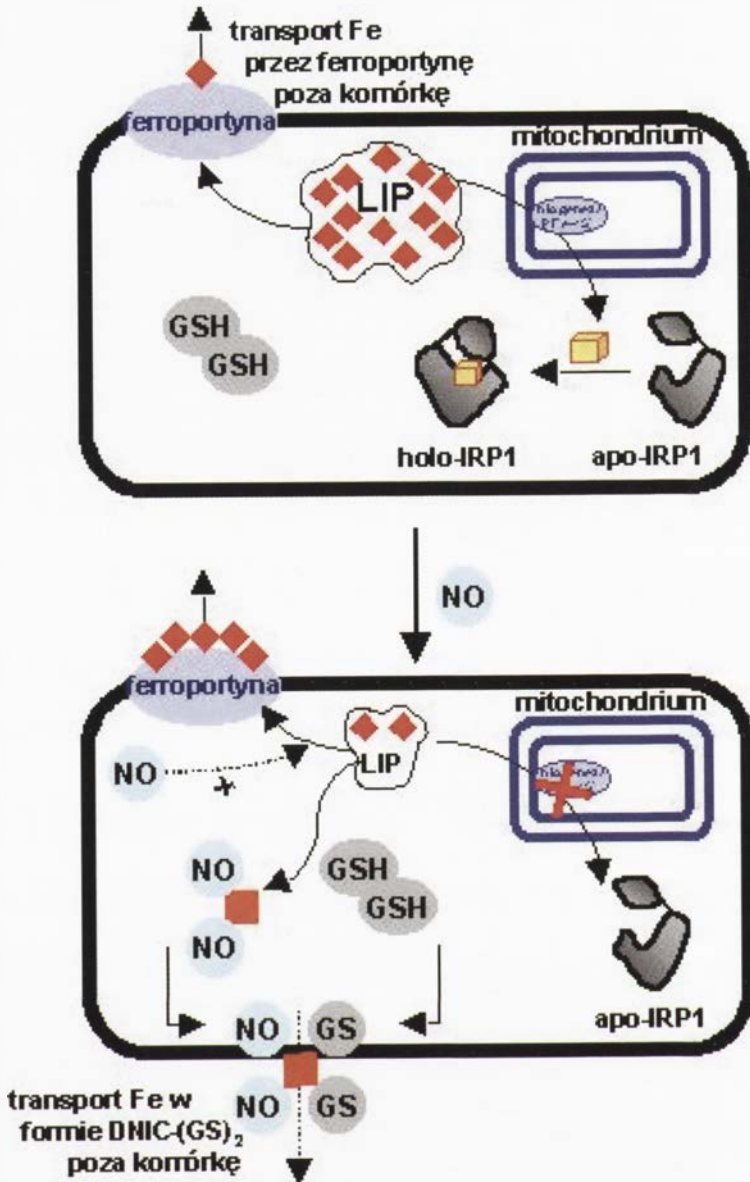 transport Fe
przez ferroportynę
poza komórkę
ferroportyna
mitochondrium
LIP
GSH
GSH
holo-IRP1
apo-IRP1
NO
ferroportyna
mitochondrium
NO
LIP
+
NO
GSH
GSH
NO
apo-IRP1
NO
GS
transport Fe w
formie DNIC-(GS)₂
poza komórkę
NO
GS